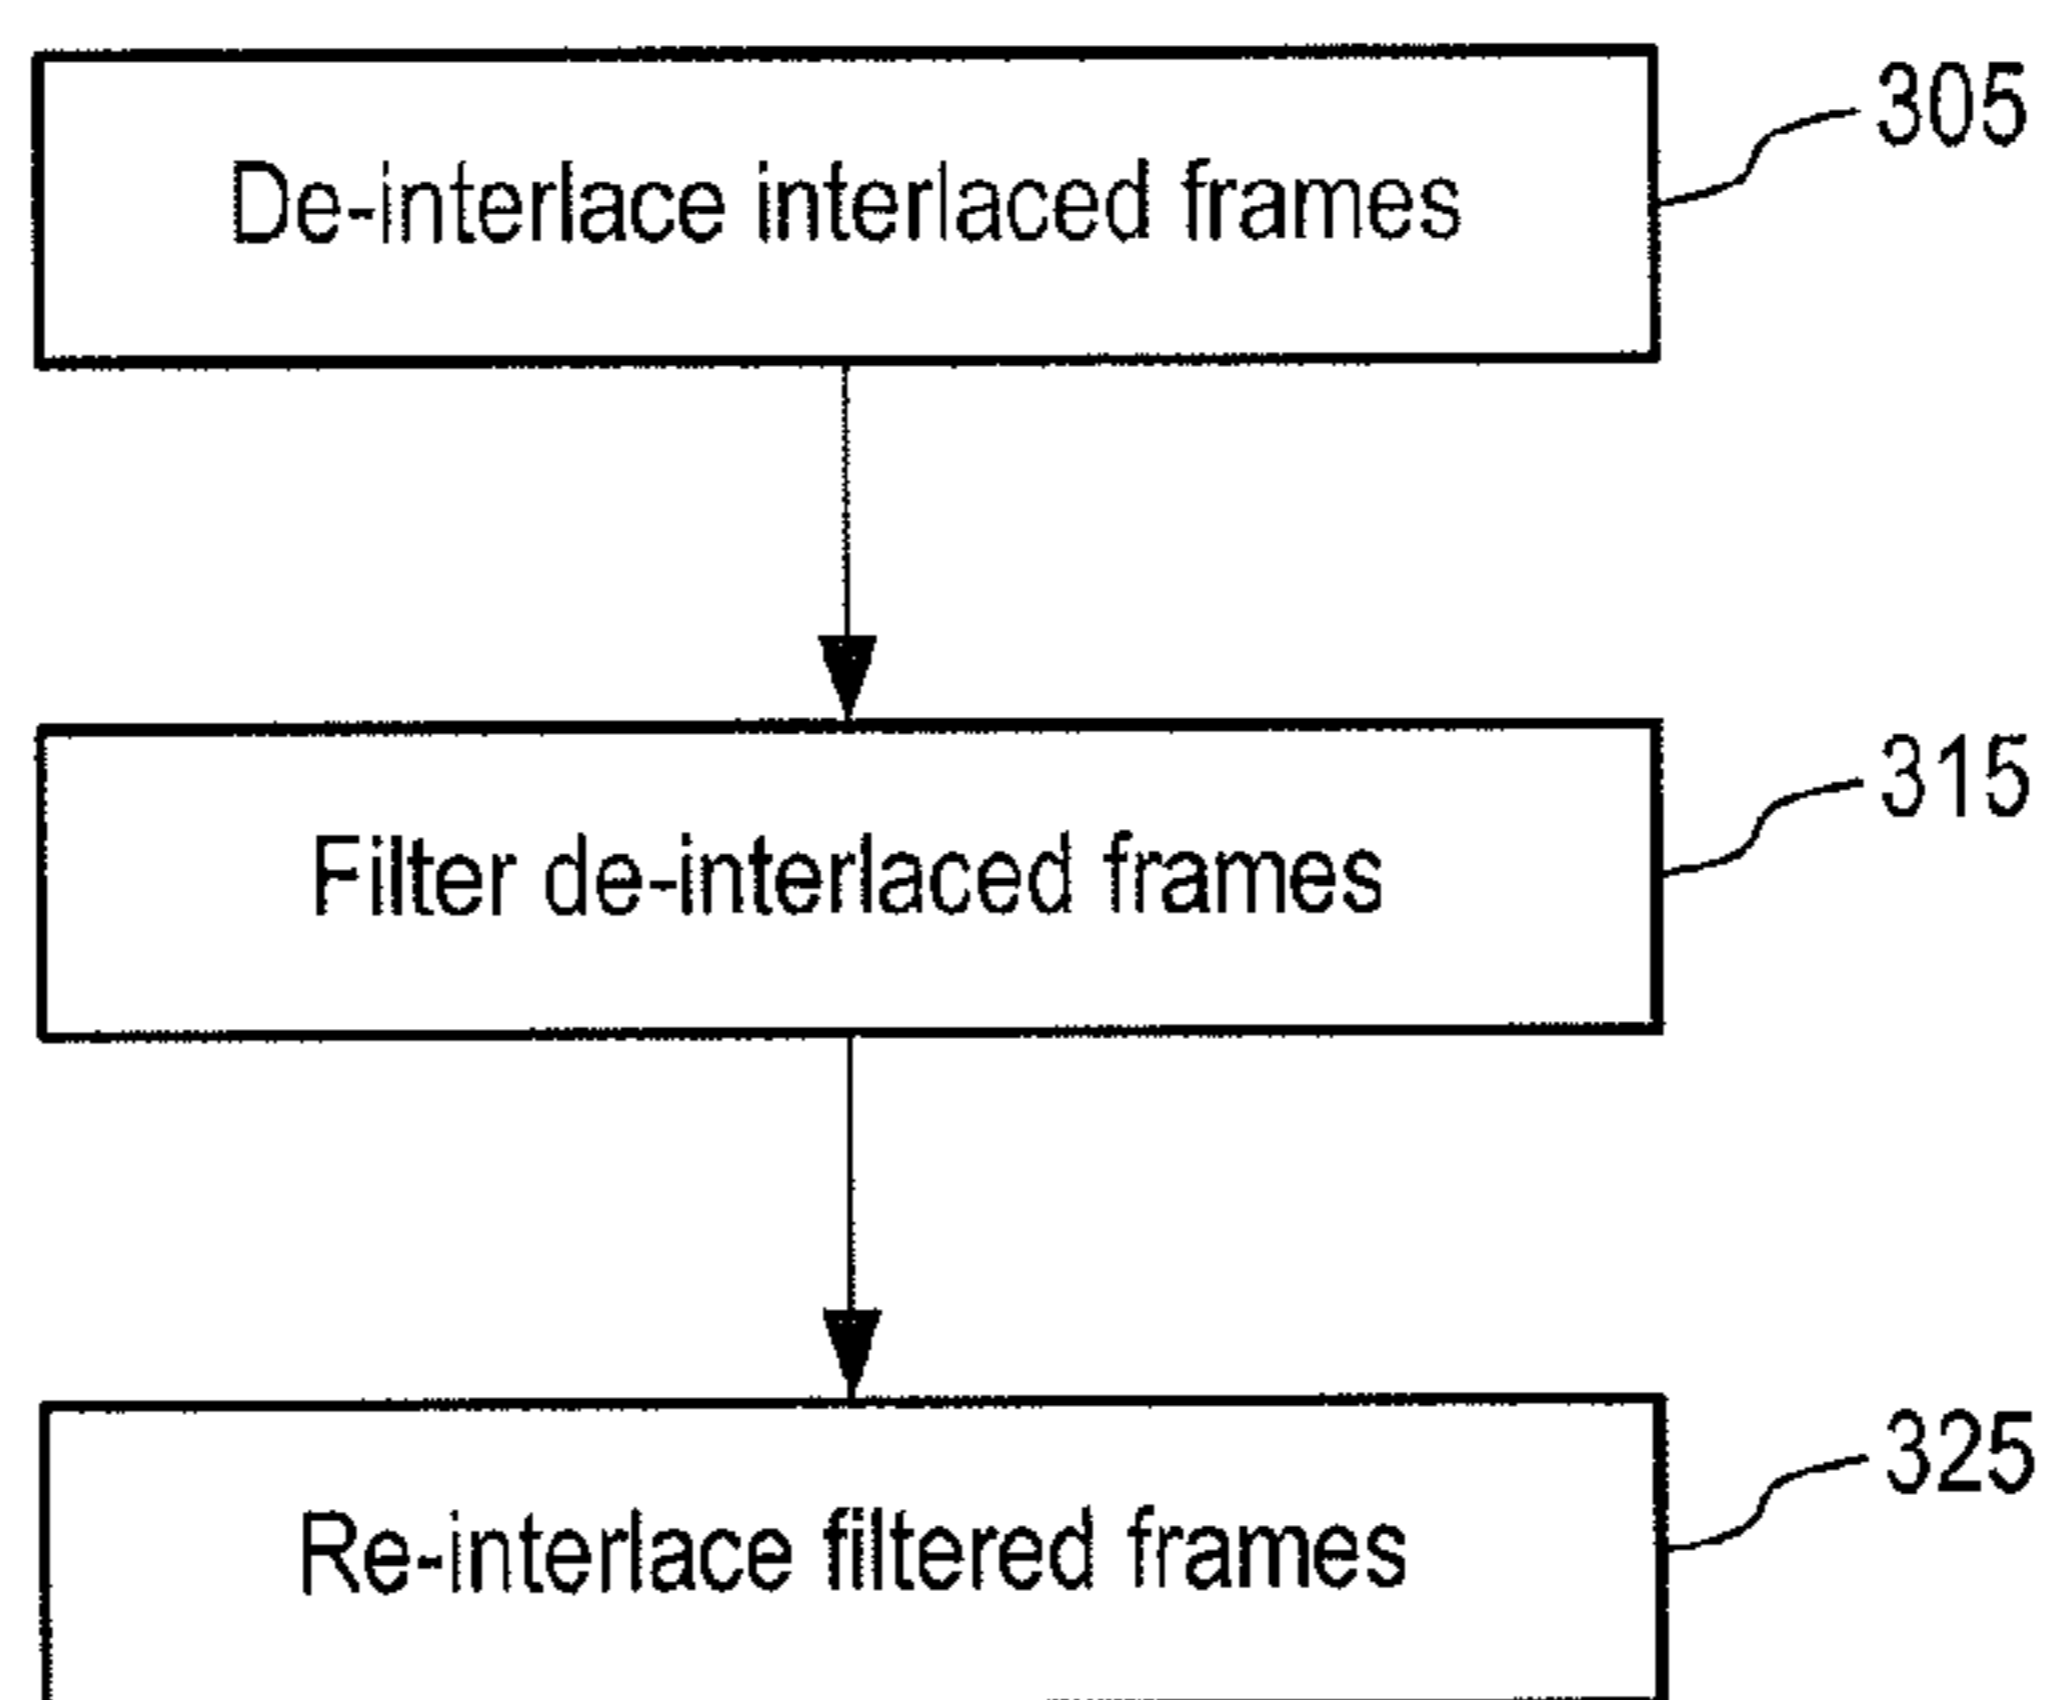 305
De-interlace interlaced frames
315
Filter de-interlaced frames
325
Re-interlace filtered frames